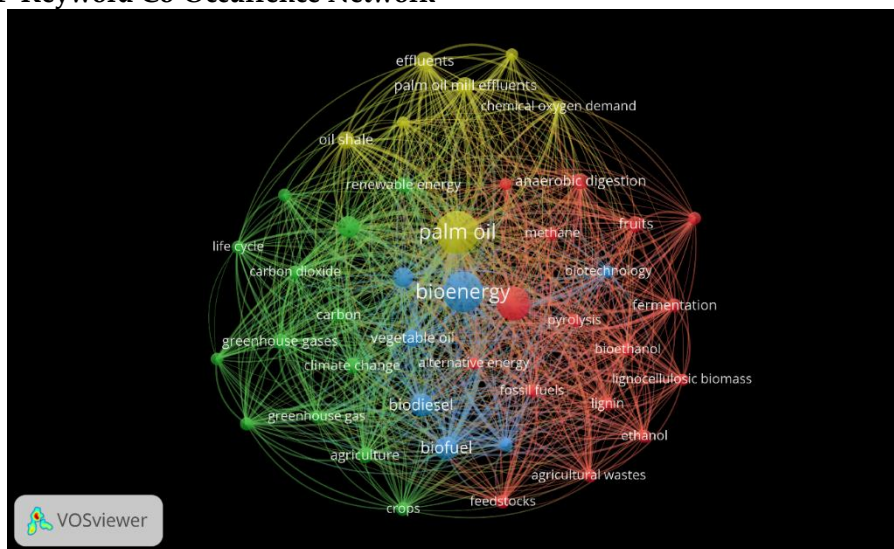 Keyword Co-Occurrence Network
effluents
palm oil mill effluents
chemical oxygen demand
oil shale
renewable energy
anaerobic digestion
palm oil
methane
fruits
life cycle
carbon dioxide
biotechnology
bioenergy
carbon
fermentation
pyrolysis
greenhouse gases
vegetable oil
bioethanol
climate change
alternative energy
lignocellulosic biomass
fossil fuels
biodiesel
lignin
greenhouse gas
ethanol
biofuel
agriculture
agricultural wastes
feedstocks
crops
VOSviewer